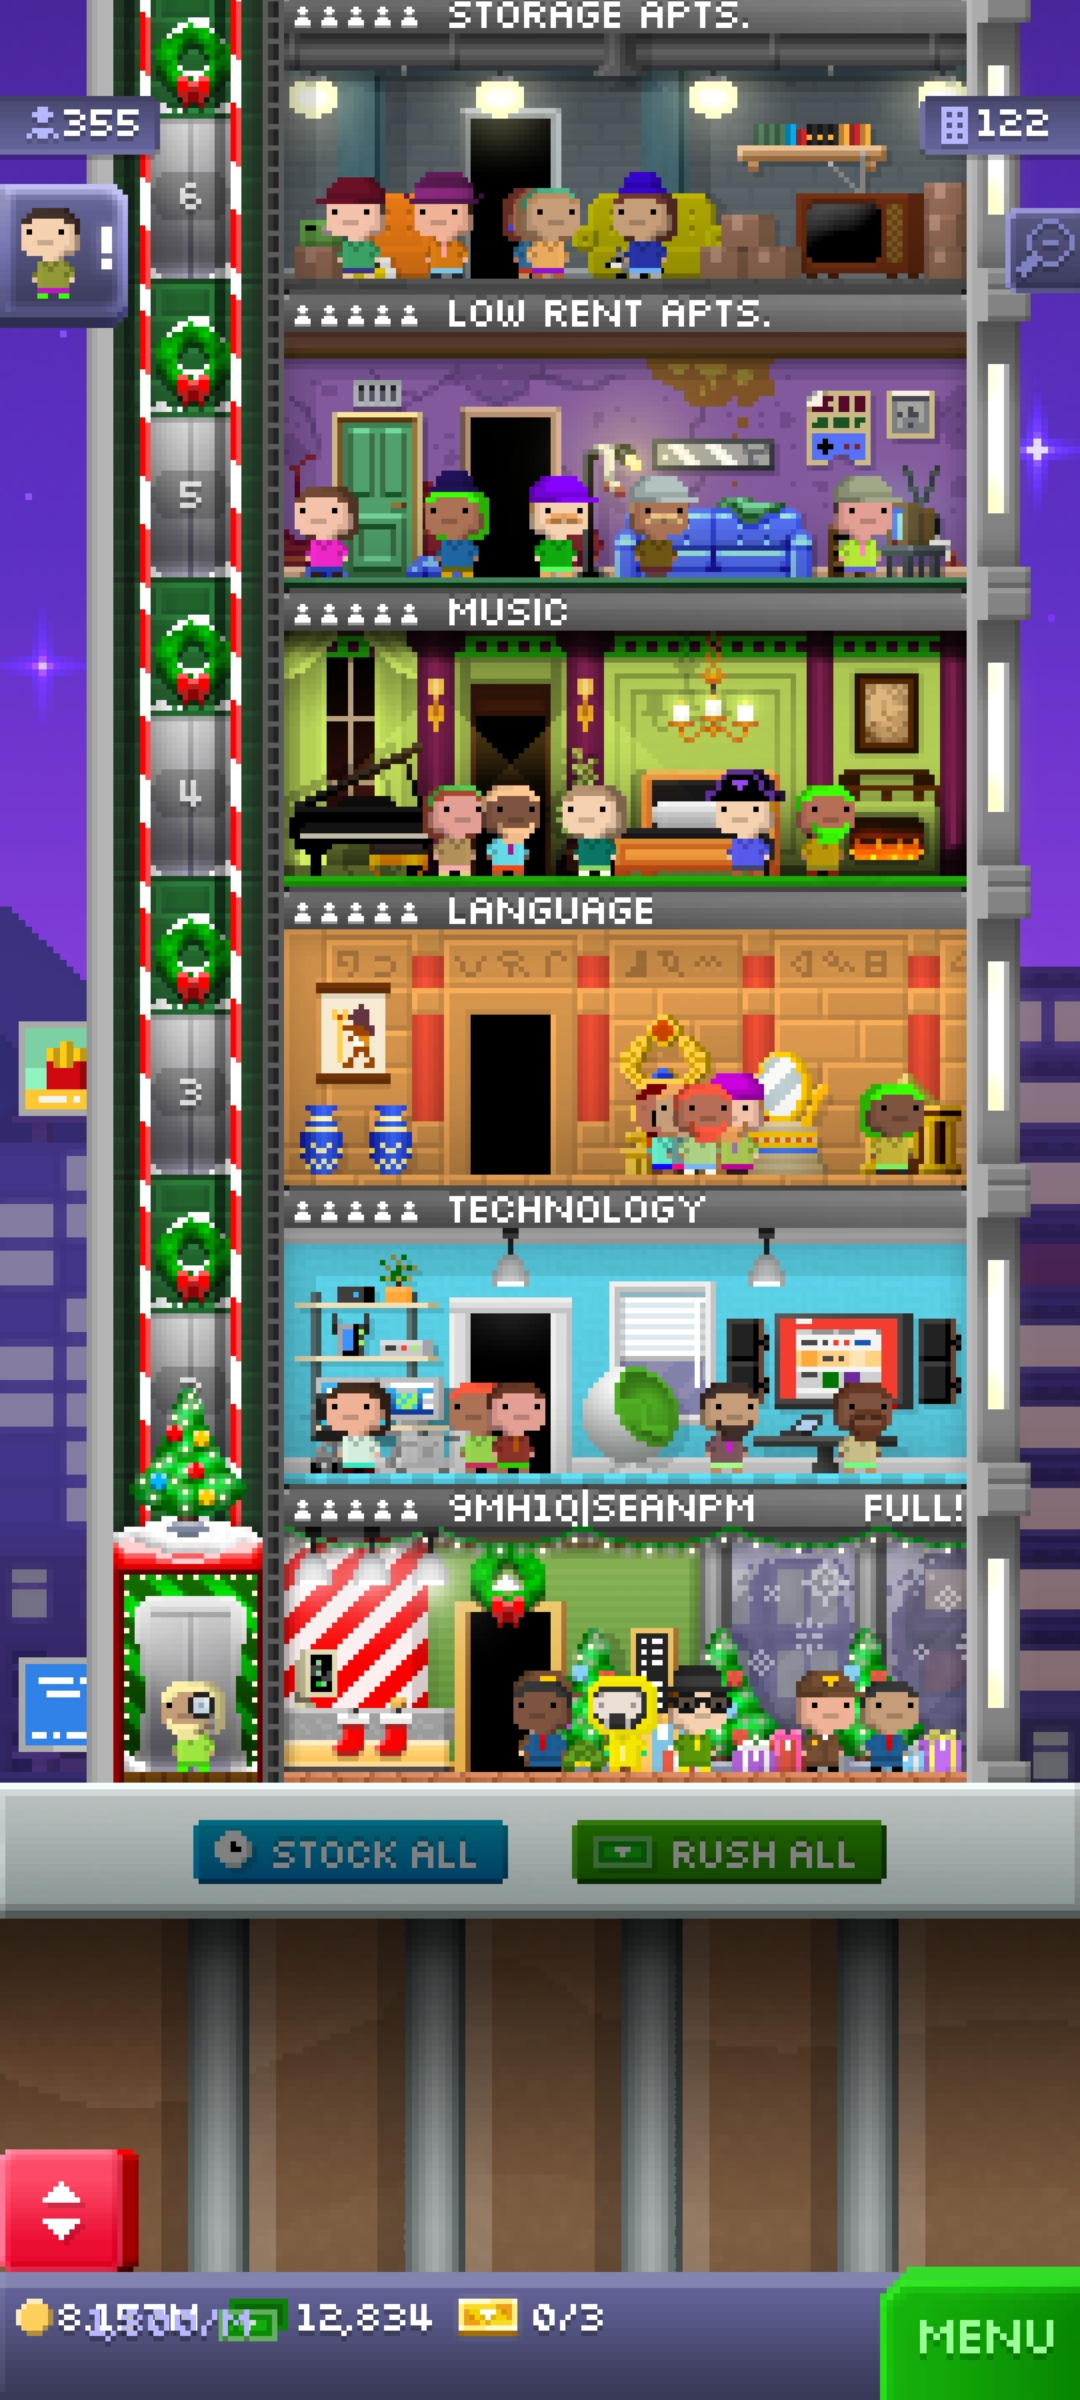 STORAGE APTS.
355
122
6
!
LOW RENT APTS.
5
MUSIC
4
LANGUAGE
3
TECHNOLOGY
9MH1Q|SEANPM FULL!
STOCK ALL
RUSH ALL
12,834
0/3
MENU